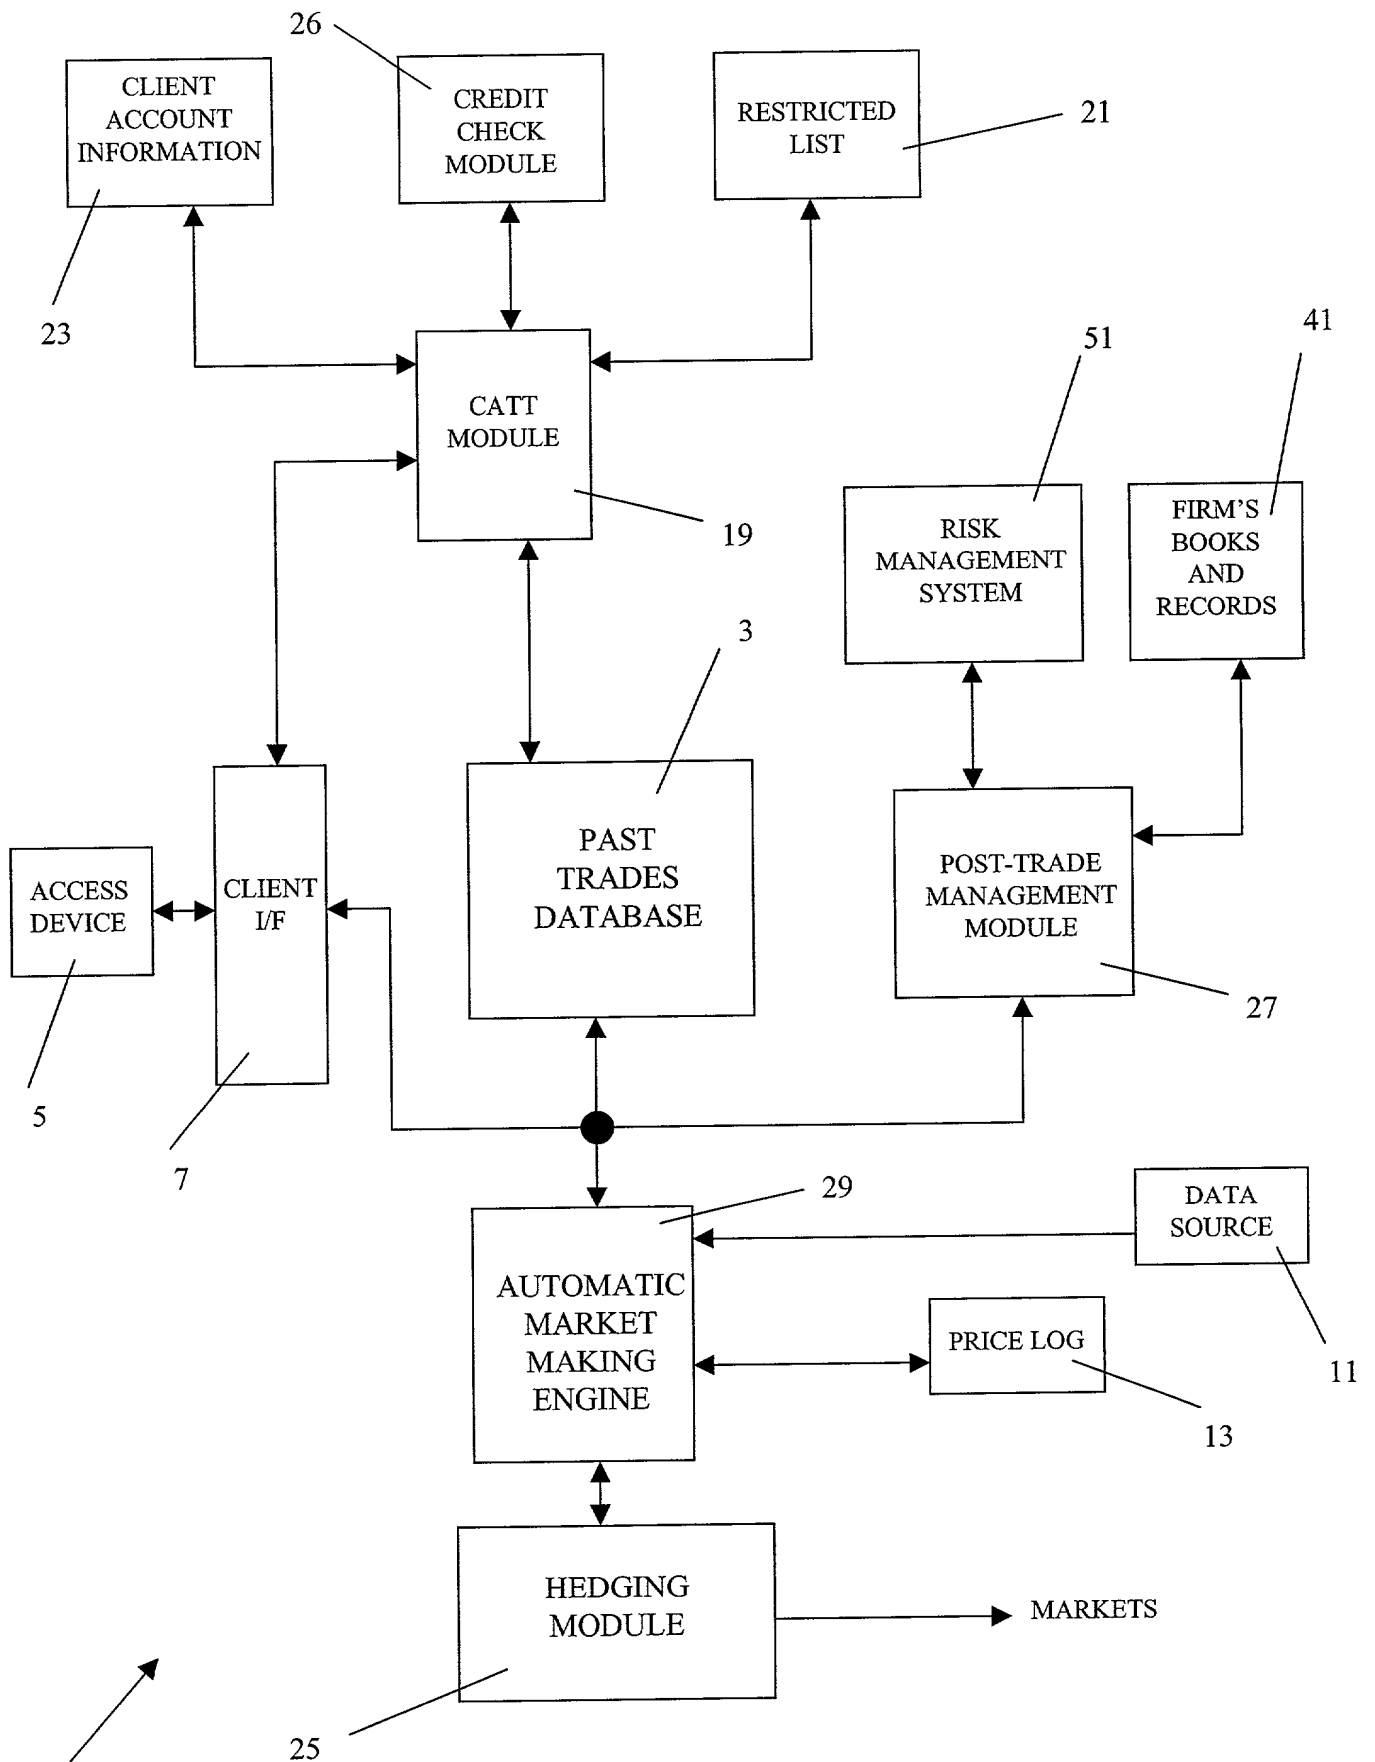 26
CLIENT
ACCOUNT
INFORMATION
CREDIT
CHECK
MODULE
RESTRICTED
LIST
21
23
41
51
CATT
MODULE
19
RISK
MANAGEMENT
SYSTEM
FIRM'S
BOOKS
AND
RECORDS
3
PAST
TRADES
DATABASE
POST-TRADE
MANAGEMENT
MODULE
ACCESS
DEVICE
CLIENT
I/F
27
5
7
29
DATA
SOURCE
AUTOMATIC
MARKET
MAKING
ENGINE
PRICE LOG
11
13
HEDGING
MODULE
MARKETS
25